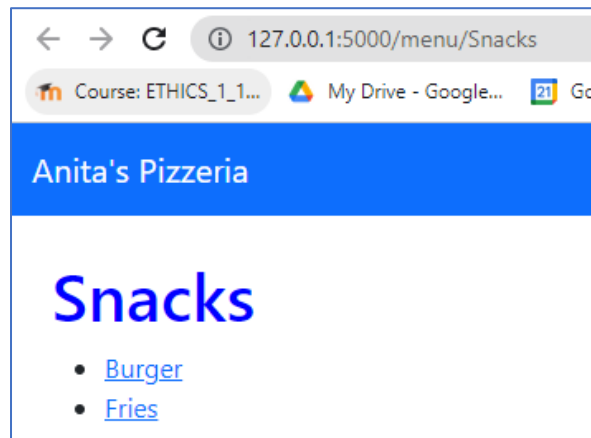 127.0.0.1:5000/menu/Snacks
Course: ETHICS_1_1... My Drive - Google... 21 Go
Anita's Pizzeria
Snacks
• Burger
• Fries